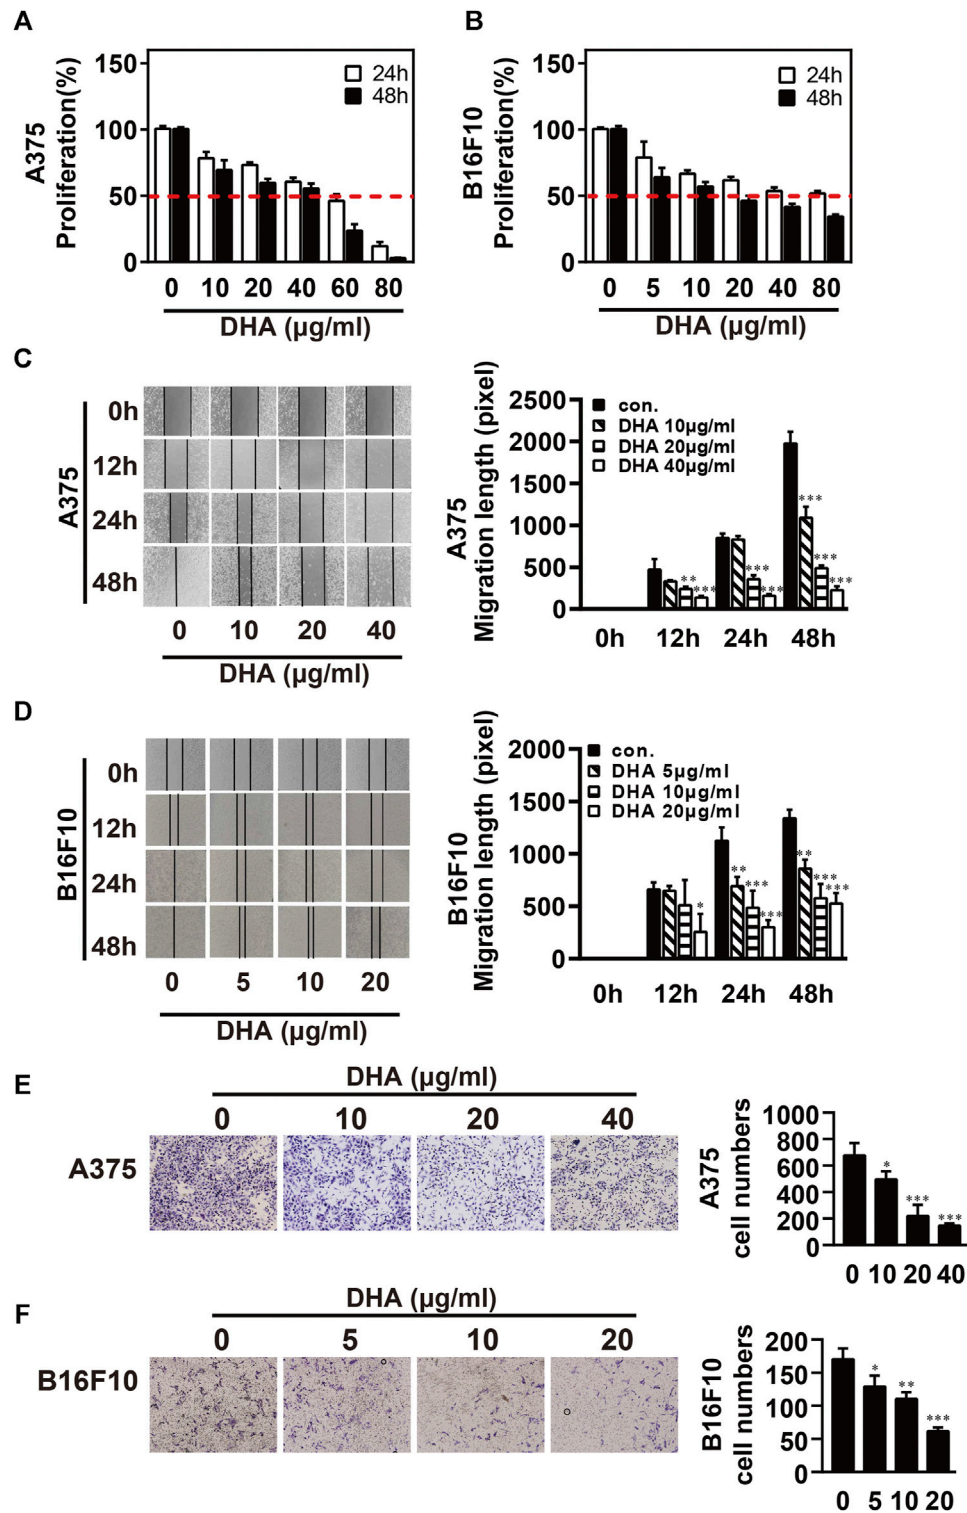 A
A375
Proliferation(%)
150
100
50
0
24h
48h
0 10 20 40 60 80
DHA (μg/ml)
B
B16F10
Proliferation(%)
150
100
50
0
24h
48h
0 5 10 20 40 80
DHA (μg/ml)
C
A375
0h
12h
24h
48h
0 10 20 40
DHA (μg/ml)
A375
Migration length (pixel)
2500
2000
1500
1000
500
0
con.
DHA 10μg/ml
DHA 20μg/ml
DHA 40μg/ml
***
***
***
***
***
**
***
0h 12h 24h 48h
D
B16F10
0h
12h
24h
48h
0 5 10 20
DHA (μg/ml)
B16F10
Migration length (pixel)
2000
1500
1000
500
0
con.
DHA 5μg/ml
DHA 10μg/ml
DHA 20μg/ml
**
**
***
***
***
***
*
0h 12h 24h 48h
E
DHA (μg/ml)
0 10 20 40
A375
A375
cell numbers
1000
800
600
400
200
0
*
***
***
0 10 20 40
F
DHA (μg/ml)
0 5 10 20
B16F10
B16F10
cell numbers
200
150
100
50
0
*
**
***
0 5 10 20